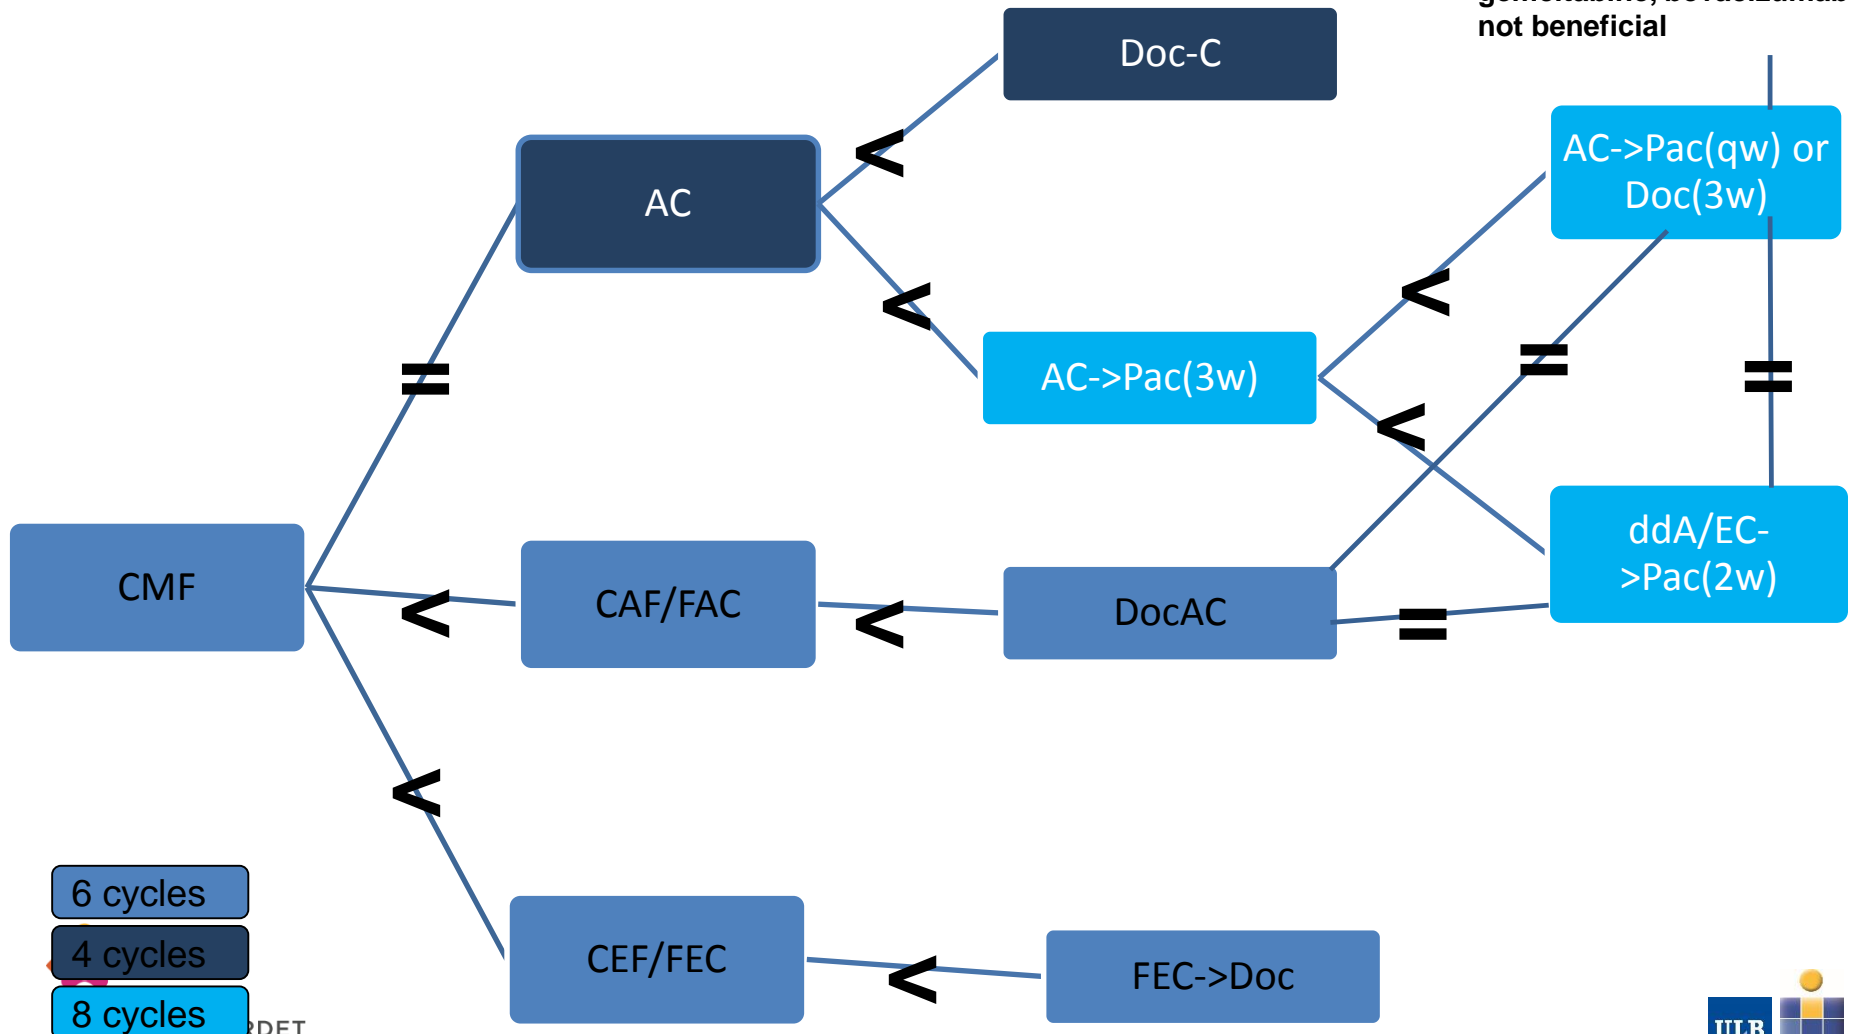 not beneficial
Doc-C
<
AC->Pac(qw) or
Doc(3w)
AC
<
<
=
AC->Pac(3w)
=
=
<
ddA/EC-
>Pac(2w)
CMF
<
CAF/FAC
<
DocAC
=
<
6 cycles
4 cycles
8 cycles
CEF/FEC
<
FEC->Doc
ULB